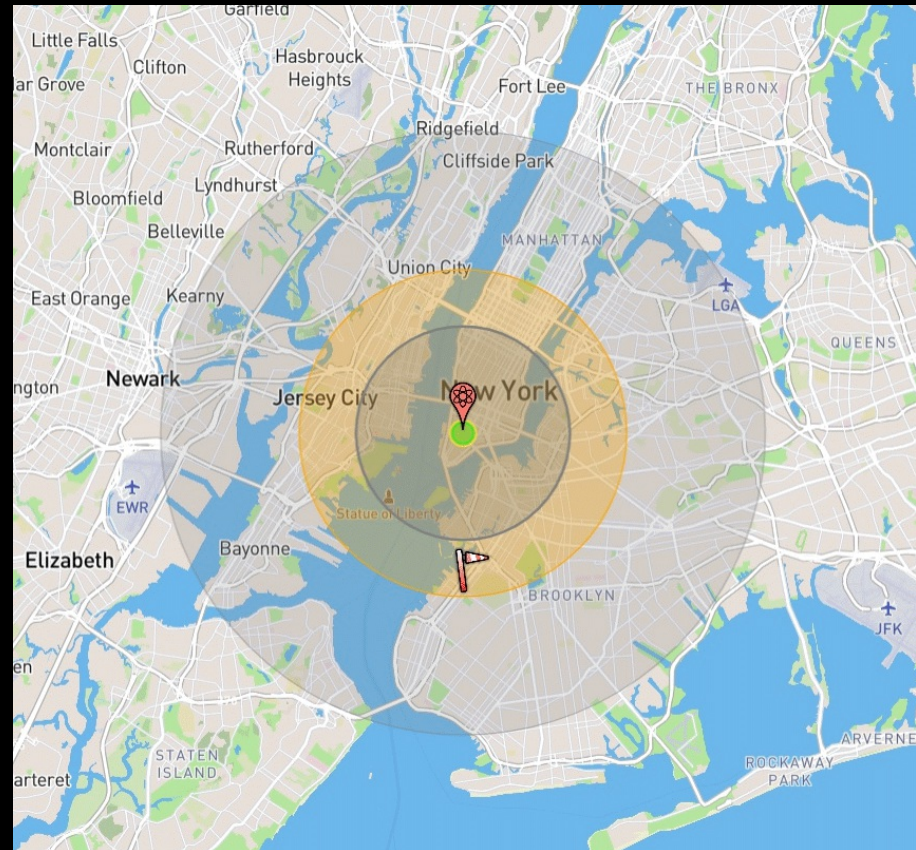 Garfield
Little Falls
Hasbrouck
Heights
Clifton
ar Grove
Fort Lee
THE BRONX
Ridgefield
Montclair
Rutherford
Cliffside Park
Lyndhurst
Bloomfield
Belleville
MANHATTAN
Union City
East Orange
Kearny
LGA
QUEENS
Newark
ngton
New York
Jersey City
EWR
Statue of Liberty
Bayonne
Elizabeth
BROOKLYN
JFK
en
STATEN
ISLAND
ARVERNE
ROCKAWAY
PARK
arteret